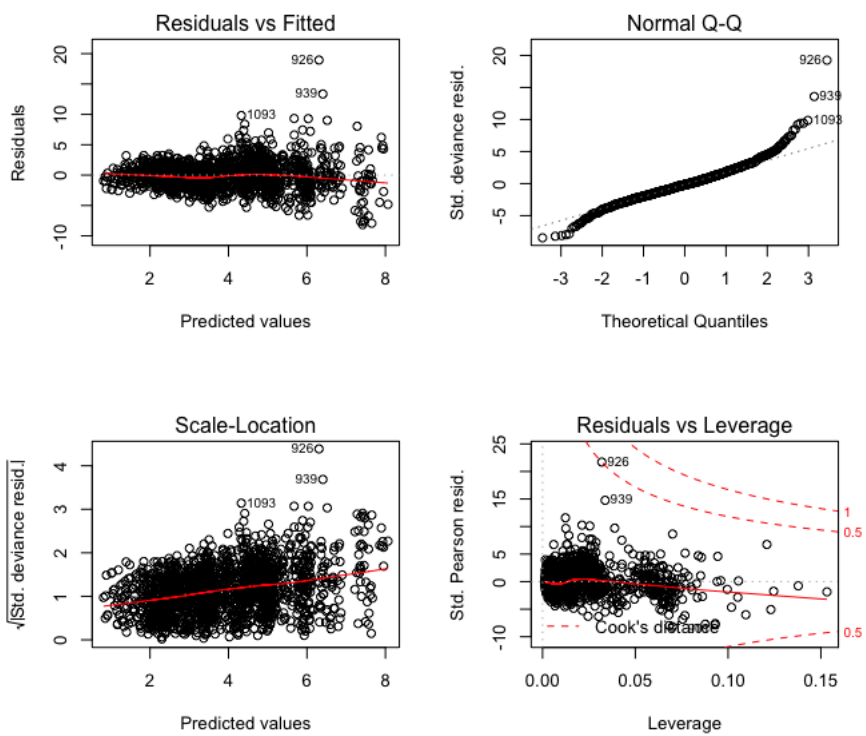 Residuals vs Fitted
Residuals
20
10
5
0
-10
926
939
1093
2 4 6 8
Predicted values
Normal Q-Q
Std. deviance resid.
20
10
5
0
-5
926
939
1093
-3 -2 -1 0 1 2 3
Theoretical Quantiles
Scale-Location
√|Std. deviance resid.|
4
3
2
1
0
926
939
1093
2 4 6 8
Predicted values
Residuals vs Leverage
Std. Pearson resid.
25
15
5
0
-10
926
939
1
0.5
0.5
Cook's distance
0.00 0.05 0.10 0.15
Leverage